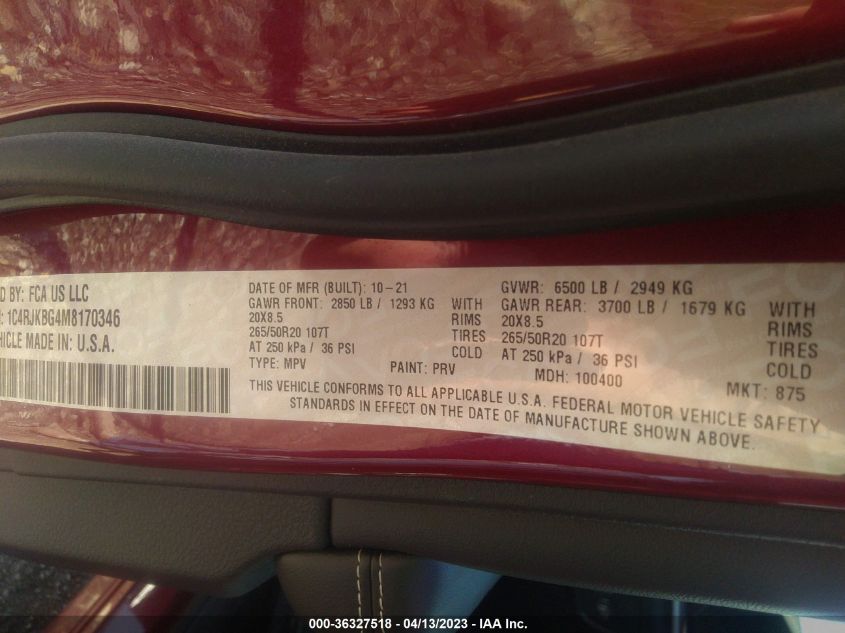 D BY: FCA US LLC
: 1C4RJKBG4M8170346
HICLE MADE IN: U.S.A.
DATE OF MFR (BUILT): 10-21 GVWR: 6500 LB / 2949 KG
GAWR FRONT: 2850 LB / 1293 KG WITH GAWR REAR: 3700 LB / 1679 KG WITH
20X8.5 RIMS 20X8.5 RIMS
265/50R20 107T TIRES 265/50R20 107T TIRES
AT 250 kPa / 36 PSI COLD AT 250 kPa / 36 PSI COLD
TYPE: MPV PAINT: PRV MDH: 100400 MKT: 875
THIS VEHICLE CONFORMS TO ALL APPLICABLE U.S.A. FEDERAL MOTOR VEHICLE SAFETY
STANDARDS IN EFFECT ON THE DATE OF MANUFACTURE SHOWN ABOVE.
000-36327518 - 04/13/2023 - IAA Inc.